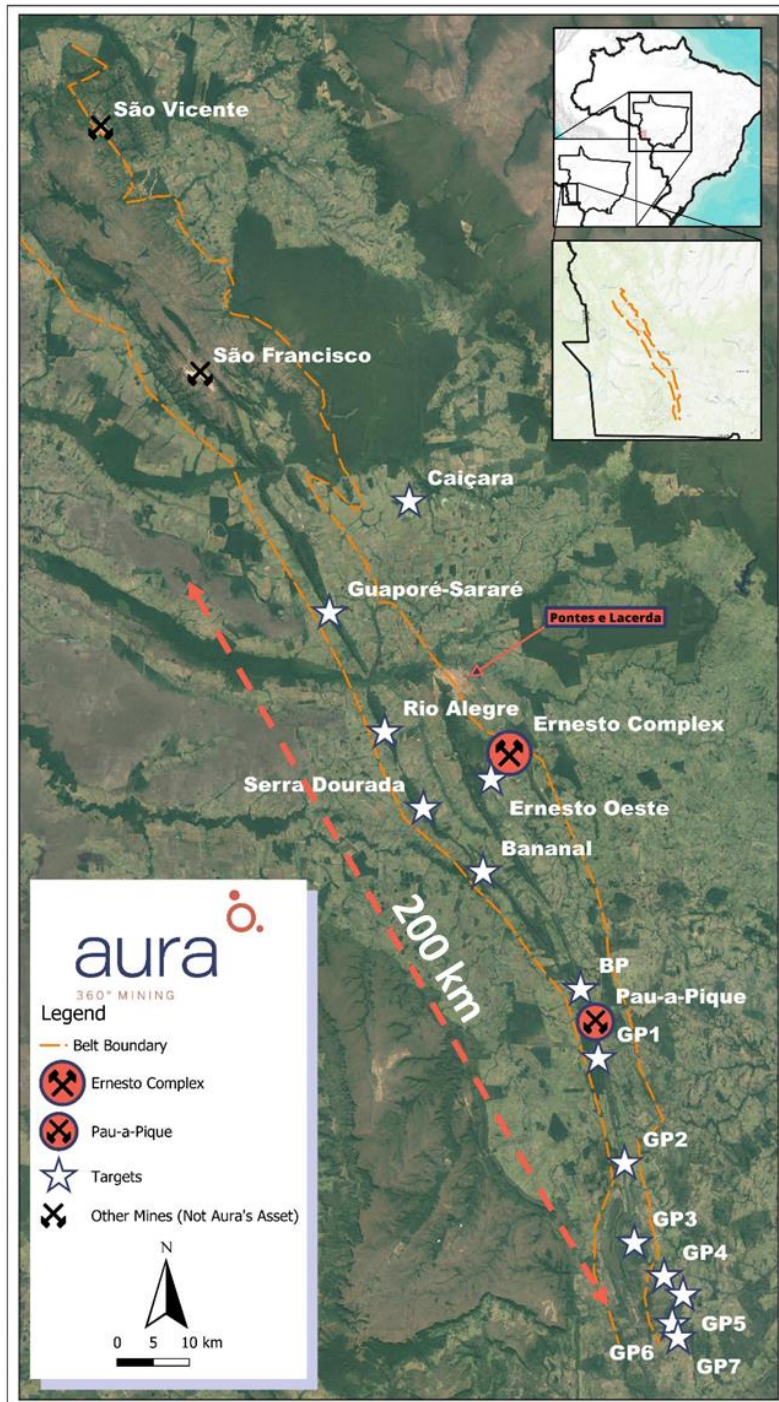 São Vicente
São Francisco
Caiçara
Guaporé-Sararé
Pontes e Lacerda
Rio Alegre
Ernesto Complex
Serra Dourada
Ernesto Oeste
Bananal
200 km
BP
Pau-a-Pique
GP1
GP2
GP3
GP4
GP5
GP6
GP7
aura
360° MINING
Legend
Belt Boundary
Ernesto Complex
Pau-a-Pique
Targets
Other Mines (Not Aura's Asset)
N
0 5 10 km